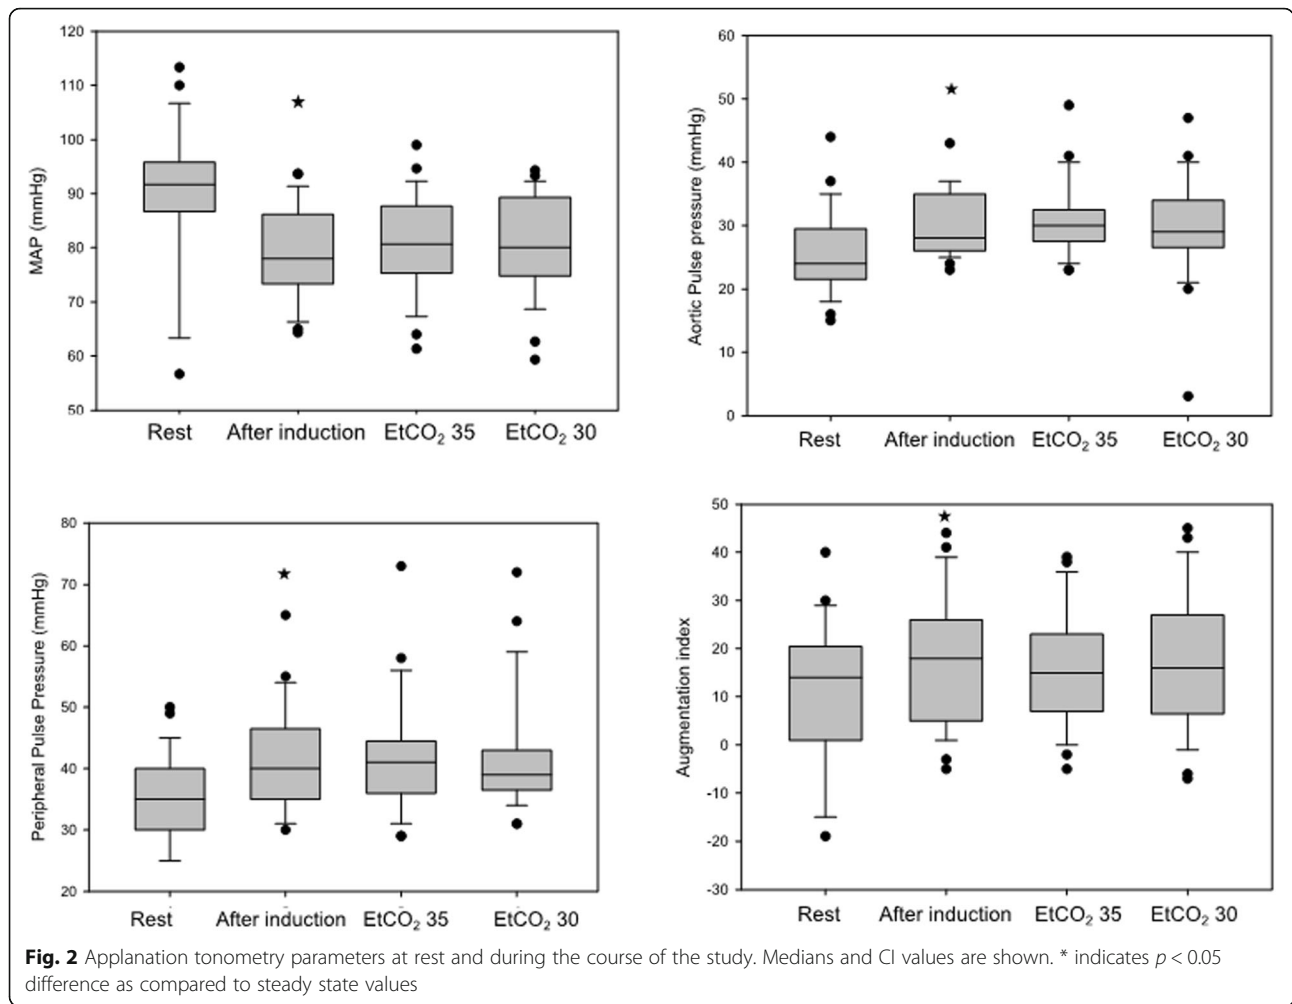 120
110
100
90
80
70
60
50
MAP (mmHg)
Rest
After induction
EtCO₂ 35
EtCO₂ 30
60
50
40
30
20
10
0
Aortic Pulse pressure (mmHg)
Rest
After induction
EtCO₂ 35
EtCO₂ 30
80
70
60
50
40
30
20
Peripheral Pulse Pressure (mmHg)
Rest
After induction
EtCO₂ 35
EtCO₂ 30
50
40
30
20
10
0
-10
-20
-30
Augmentation index
Rest
After induction
EtCO₂ 35
EtCO₂ 30
Fig. 2 Applanation tonometry parameters at rest and during the course of the study. Medians and CI values are shown. * indicates p < 0.05
difference as compared to steady state values